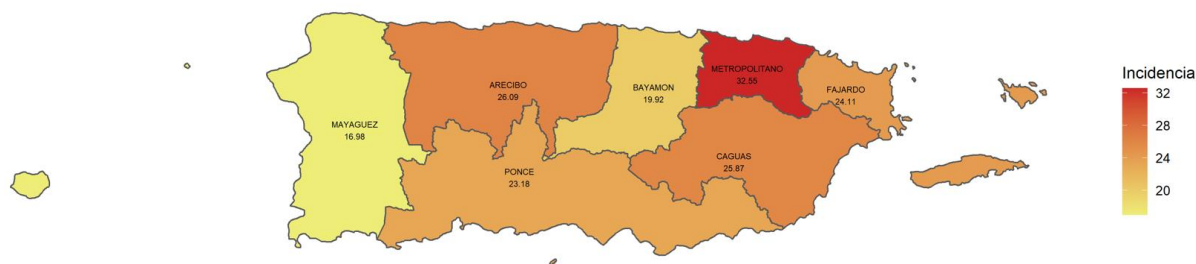 METROPOLITANO
32.55
ARECIBO
26.09
BAYAMON
19.92
FAJARDO
24.11
MAYAGUEZ
16.98
CAGUAS
25.87
PONCE
23.18
Incidencia
32
28
24
20